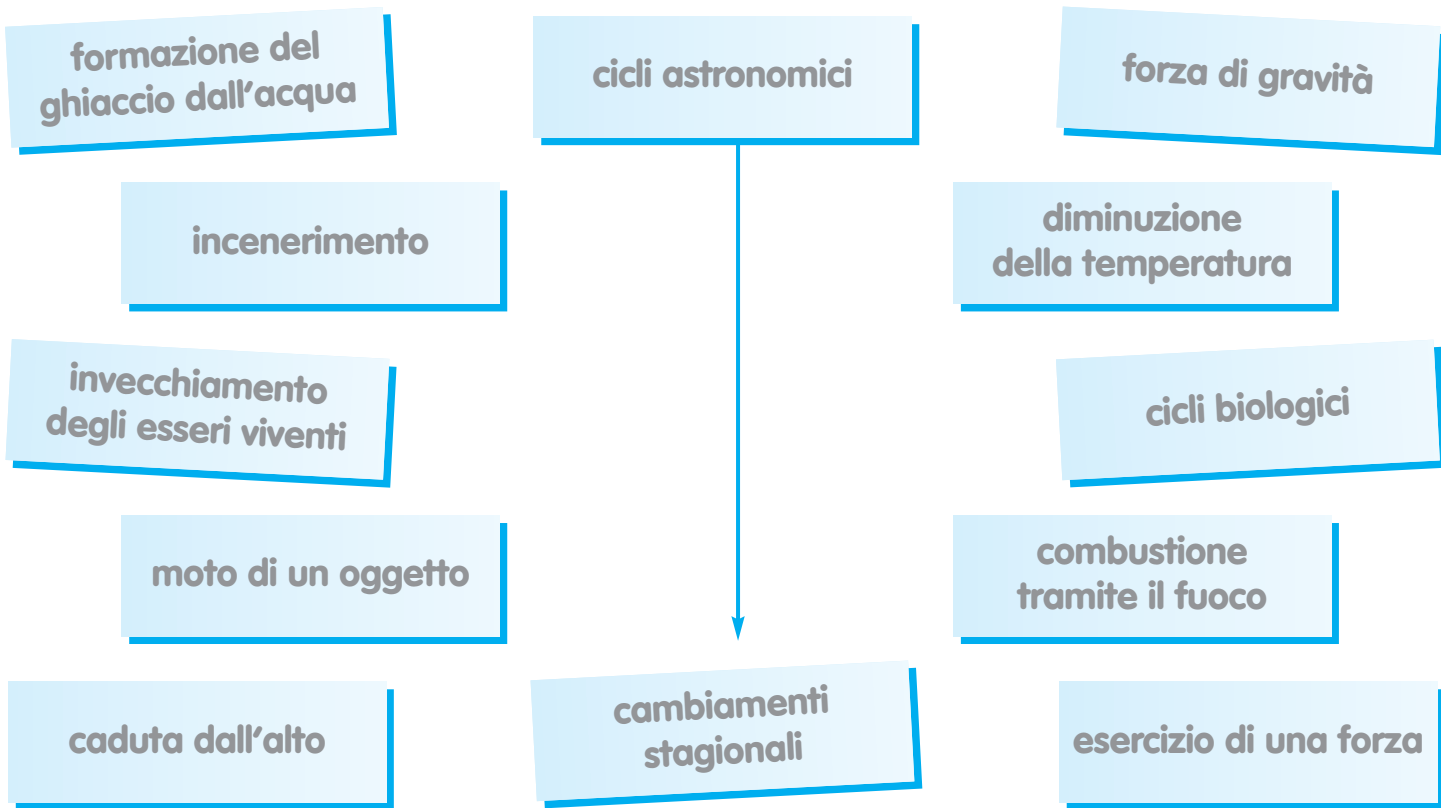 formazione del
ghiaccio dall'acqua
cicli astronomici
forza di gravità
incenerimento
diminuzione
della temperatura
invecchiamento
degli esseri viventi
cicli biologici
moto di un oggetto
combustione
tramite il fuoco
caduta dall'alto
cambiamenti
stagionali
esercizio di una forza